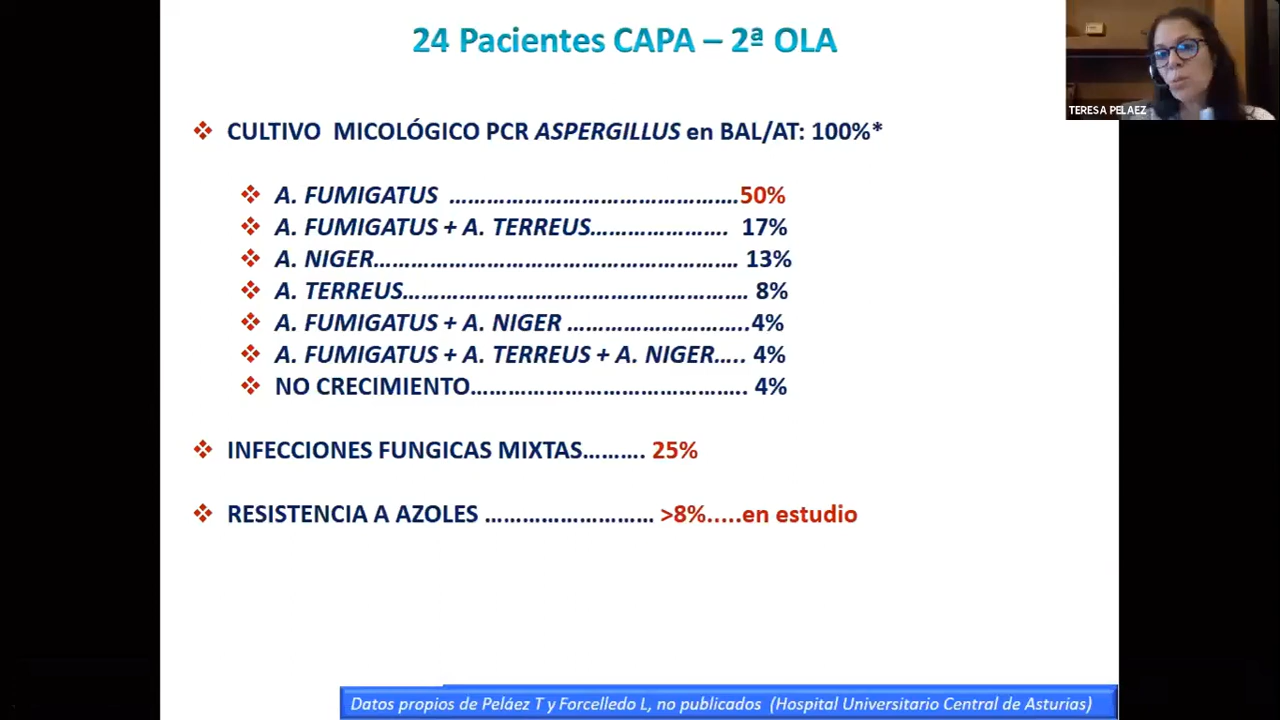 24 Pacientes CAPA – 2ª OLA
TERESA PELAEZ
❖ CULTIVO MICOLÓGICO PCR ASPERGILLUS en BAL/AT: 100%*
❖ A. FUMIGATUS ……………………………………….50%
❖ A. FUMIGATUS + A. TERREUS…………………. 17%
❖ A. NIGER…………………………………………………. 13%
❖ A. TERREUS………………………………………………. 8%
❖ A. FUMIGATUS + A. NIGER ………………………..4%
❖ A. FUMIGATUS + A. TERREUS + A. NIGER….. 4%
❖ NO CRECIMIENTO……………………………………. 4%
❖ INFECCIONES FUNGICAS MIXTAS………. 25%
❖ RESISTENCIA A AZOLES ……………………… >8%.....en estudio
Datos propios de Peláez T y Forcelledo L, no publicados (Hospital Universitario Central de Asturias)